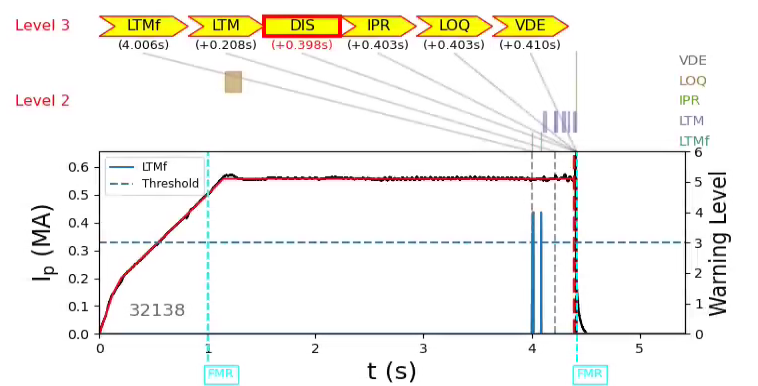 Level 3 LTMf LTM DIS IPR LOQ VDE
(4.006s) (+0.208s) (+0.398s) (+0.403s) (+0.403s) (+0.410s)
VDE
LOQ
Level 2
IPR
LTM
LTMf
LTMf
Threshold
0.6
0.5
0.4
0.3
0.2
0.1
0.0
Ip (MA)
6
5
4
3
2
1
0
Warning Level
32138
0 1 2 3 4 5
t (s)
FMR FMR